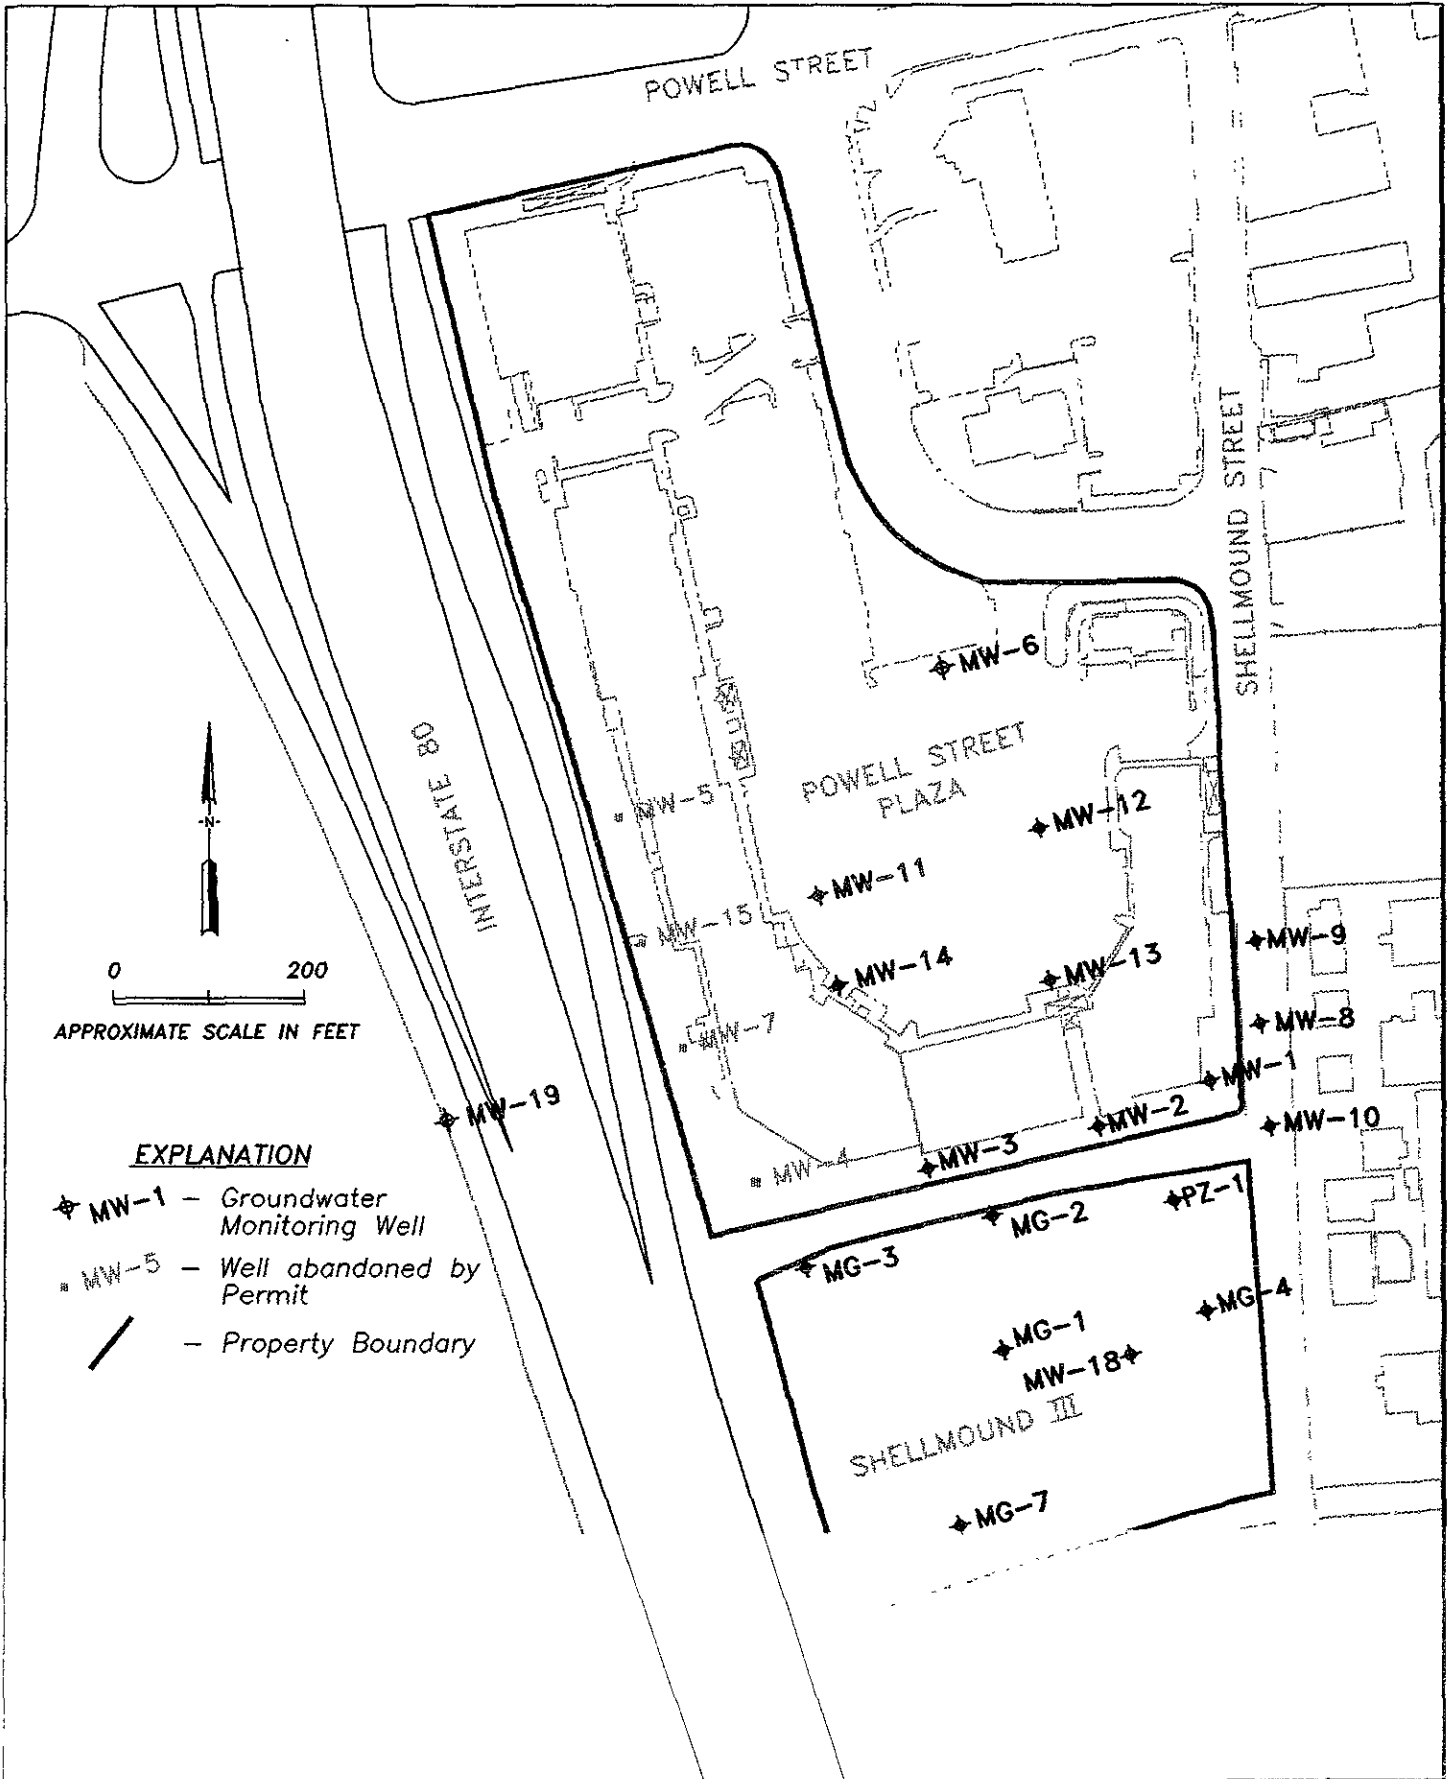 POWELL STREET
SHELLMOUND STREET
MW-6
INTERSTATE 80
POWELL STREET
PLAZA
MW-5
MW-12
-N-
MW-11
MW-15
MW-9
MW-14
MW-13
0 200
APPROXIMATE SCALE IN FEET
MW-7
MW-8
MW-1
MW-19
MW-2
MW-10
MW-3
MW-4
EXPLANATION
MW-1 - Groundwater
Monitoring Well
MW-5 - Well abandoned by
Permit
- Property Boundary
PZ-1
MG-2
MG-3
MG-4
MG-1
MW-18
SHELLMOUND III
MG-7